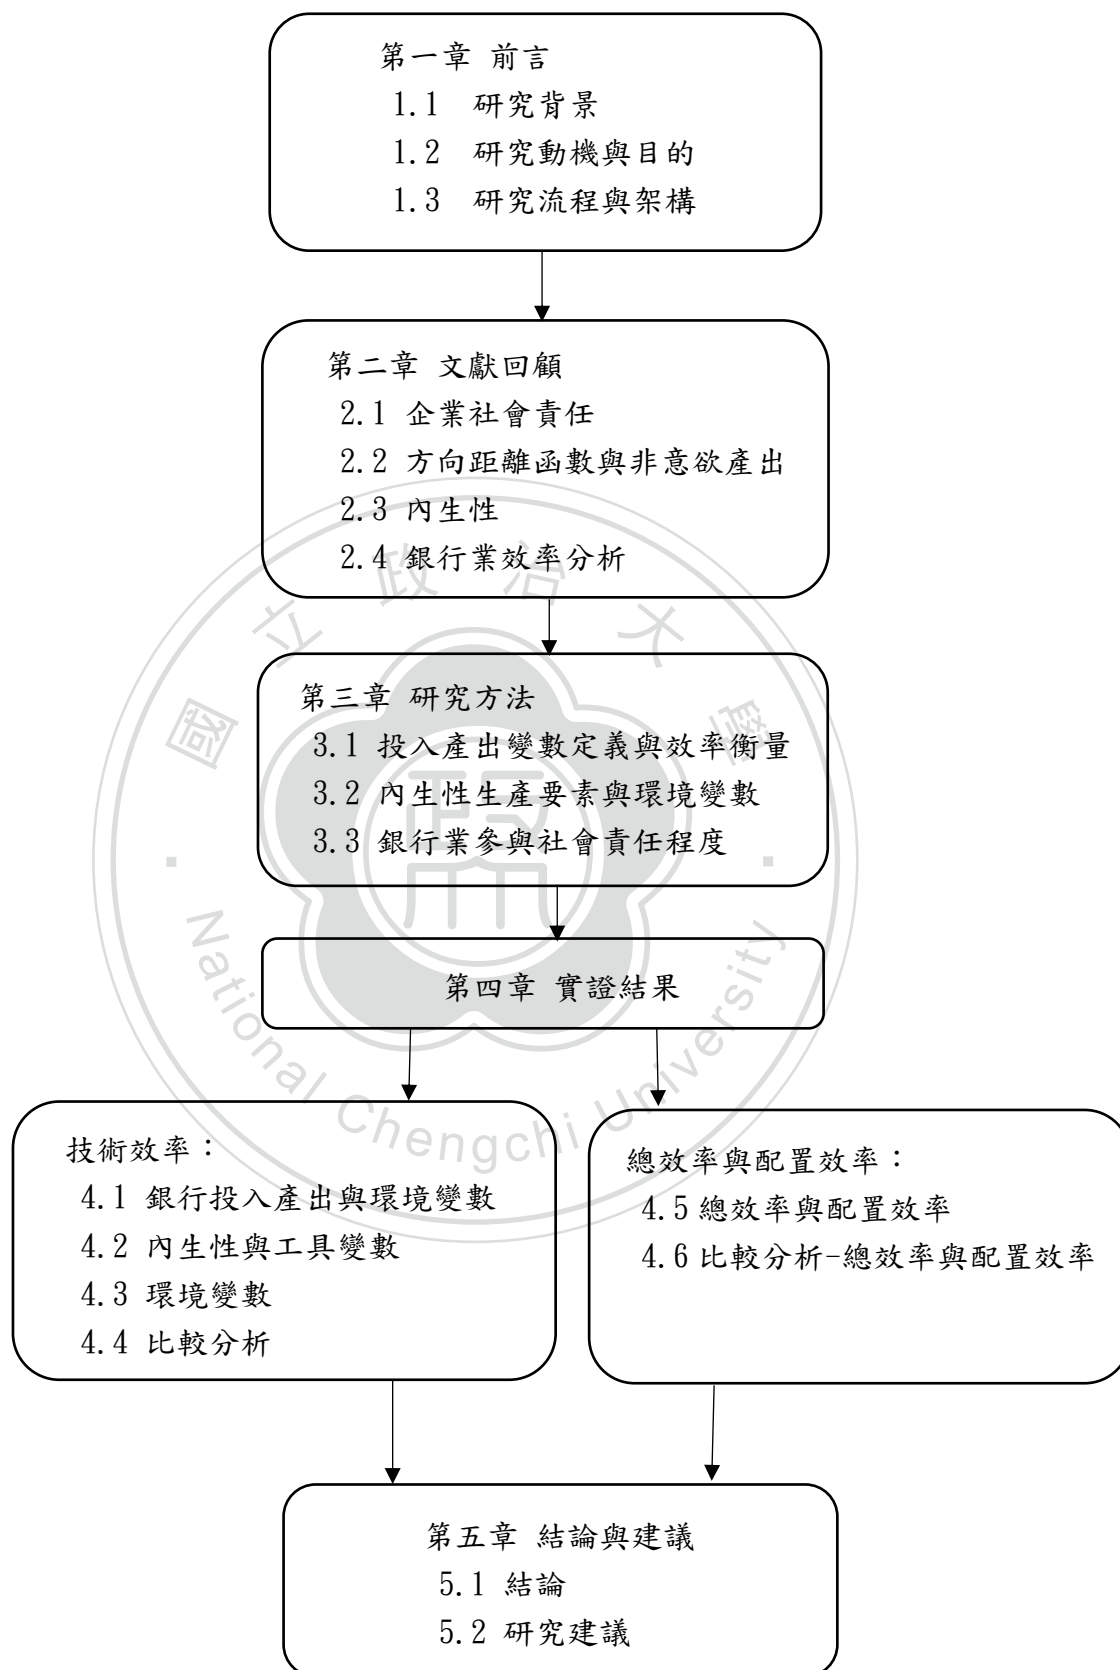 第一章 前言
1.1 研究背景
1.2 研究動機與目的
1.3 研究流程與架構
第二章 文獻回顧
2.1 企業社會責任
2.2 方向距離函數與非意欲產出
2.3 內生性
2.4 銀行業效率分析
第三章 研究方法
3.1 投入產出變數定義與效率衡量
3.2 內生性生產要素與環境變數
3.3 銀行業參與社會責任程度
第四章 實證結果
技術效率：
4.1 銀行投入產出與環境變數
4.2 內生性與工具變數
4.3 環境變數
4.4 比較分析
總效率與配置效率：
4.5 總效率與配置效率
4.6 比較分析-總效率與配置效率
第五章 結論與建議
5.1 結論
5.2 研究建議
國立政治大學
National Chengchi University